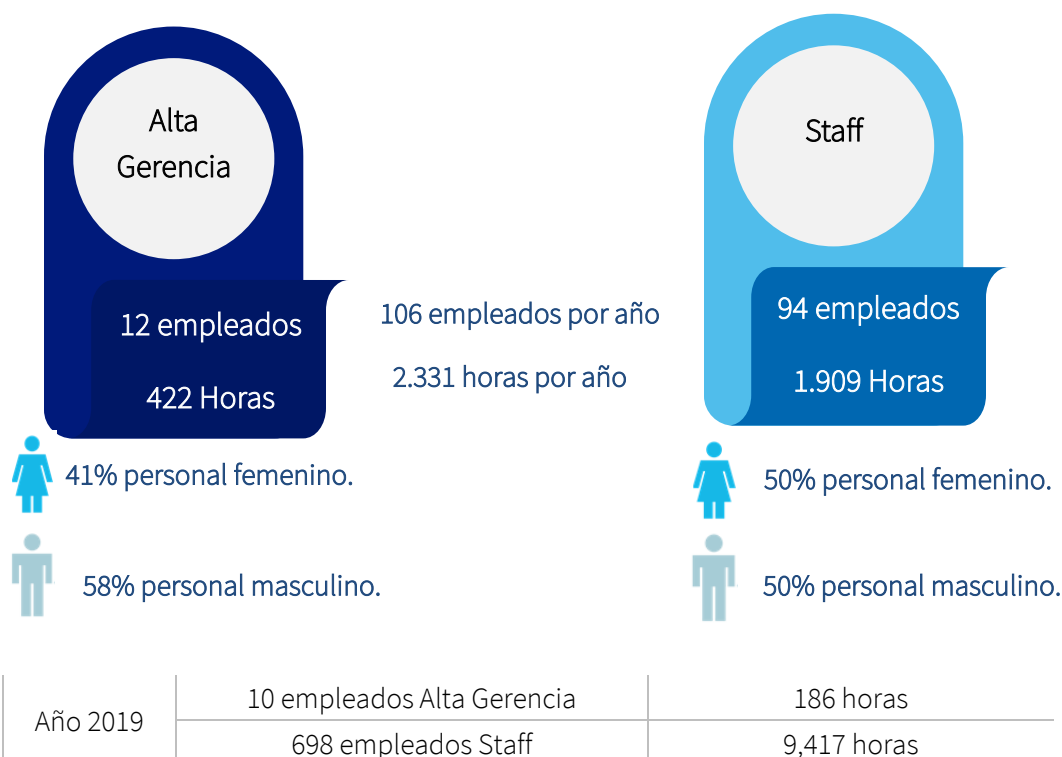 Alta
Gerencia
12 empleados
422 Horas
41% personal femenino.
58% personal masculino.
106 empleados por año
2.331 horas por año
Staff
94 empleados
1.909 Horas
50% personal femenino.
50% personal masculino.
Año 2019
10 empleados Alta Gerencia
186 horas
698 empleados Staff
9,417 horas